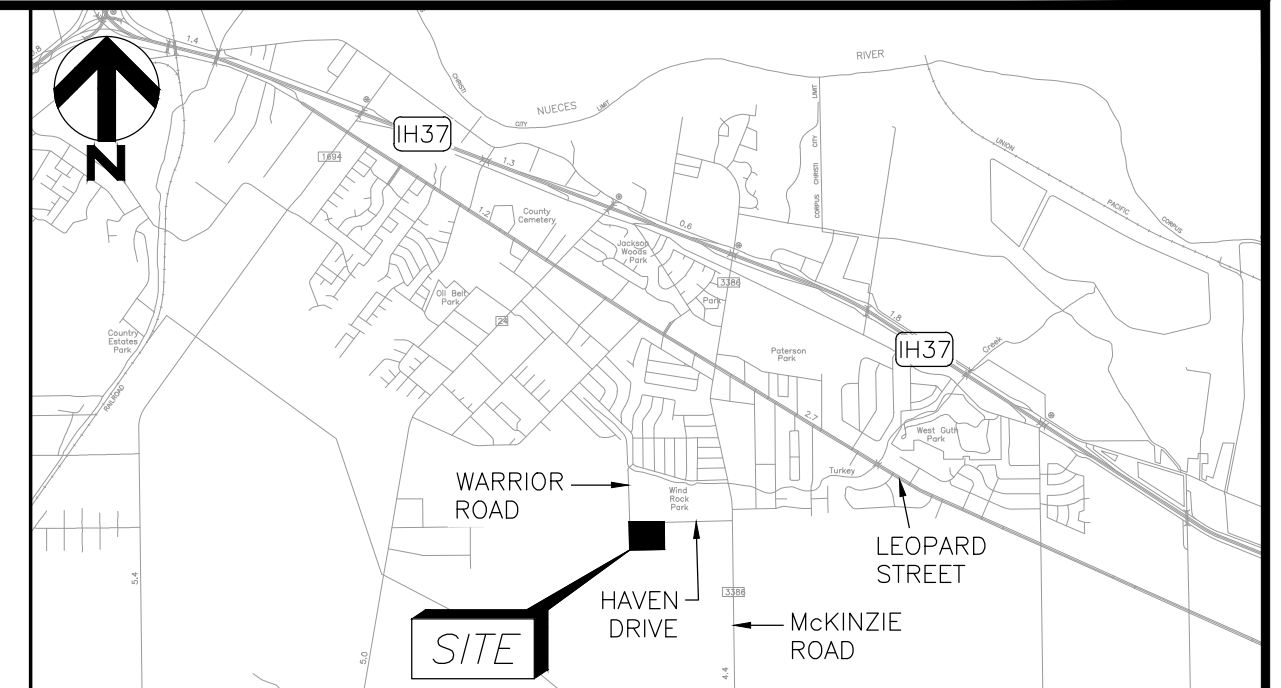 1.4
RIVER
CHRISTI
NUECES
LIMIT
CITY
N
IH37
1694
1.3
LIMIT
CITY
CHRISTI
CORPUS
UNION
PACIFIC
CORPUS
1.2
County
Cemetery
0.6
Jackson
Woods
Park
3386
Park
Oil Belt
Park
24
1.8
IH37
Creek
Country
Estates
Park
Paterson
Park
RAILROAD
2.7
West Guth
Park
Turkey
WARRIOR
ROAD
Wind
Rock
Park
LEOPARD
STREET
5.4
HAVEN
DRIVE
3386
McKINZIE
ROAD
SITE
5.0
4.4